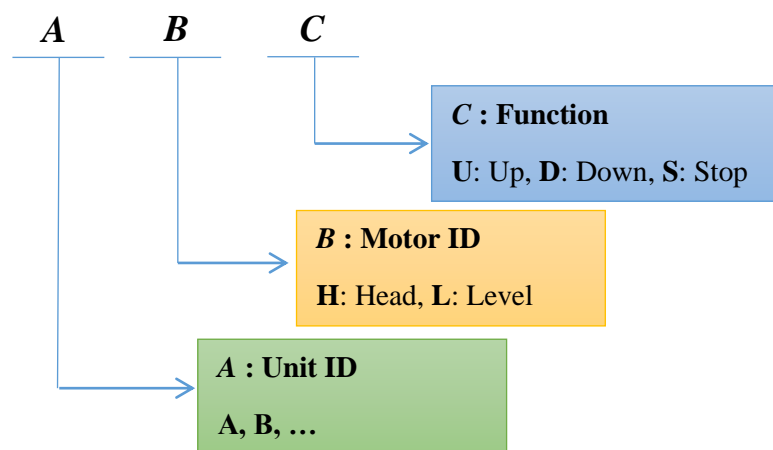 A B C
C : Function
U: Up, D: Down, S: Stop
B : Motor ID
H: Head, L: Level
A : Unit ID
A, B, …